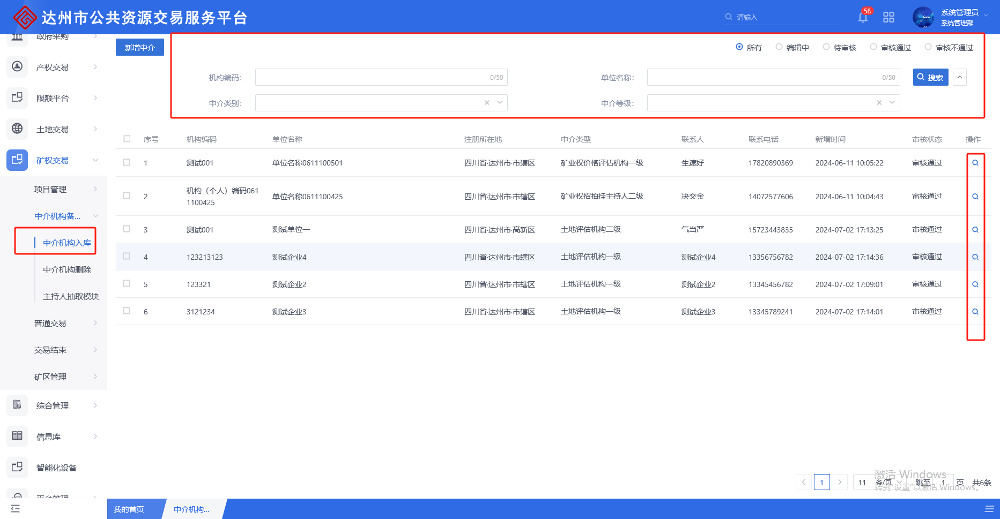 达州市公共资源交易服务平台
请输入
58
系统管理员
系统管理部
政府采购
产权交易
限额平台
土地交易
矿权交易
项目管理
中介机构备...
中介机构入库
中介机构删除
主持人抽取模块
普通交易
交易结束
矿区管理
综合管理
信息库
智能化设备
平台管理
新增中介
所有 编辑中 待审核 审核通过 审核不通过
机构编码： 0/50 单位名称： 0/50 搜索
中介类别： 中介等级：
序号 机构编码 单位名称 注册所在地 中介类型 联系人 联系电话 新增时间 审核状态 操作
1 测试001 单位名称0611100501 四川省·达州市·市辖区 矿业权价格评估机构一级 生速好 17820890369 2024-06-11 10:05:22 审核通过
2 机构（个人）编码061 单位名称0611100425 四川省·达州市·市辖区 矿业权招拍挂主持人二级 决交金 14072577606 2024-06-11 10:04:43 审核通过
1100425
3 测试001 测试单位一 四川省·达州市·高新区 土地评估机构二级 气当严 15723443835 2024-07-02 17:13:25 审核通过
4 123213123 测试企业4 四川省·达州市·市辖区 土地评估机构一级 测试企业4 13356756782 2024-07-02 17:14:36 审核通过
5 123321 测试企业2 四川省·达州市·市辖区 土地评估机构一级 测试企业2 13345456782 2024-07-02 17:09:01 审核通过
6 3121234 测试企业3 四川省·达州市·市辖区 土地评估机构一级 测试企业3 13345789241 2024-07-02 17:14:01 审核通过
1 11 条/页 跳至 1 页 共6条
激活 Windows
转到"设置"以激活 Windows。
我的首页 中介机构...